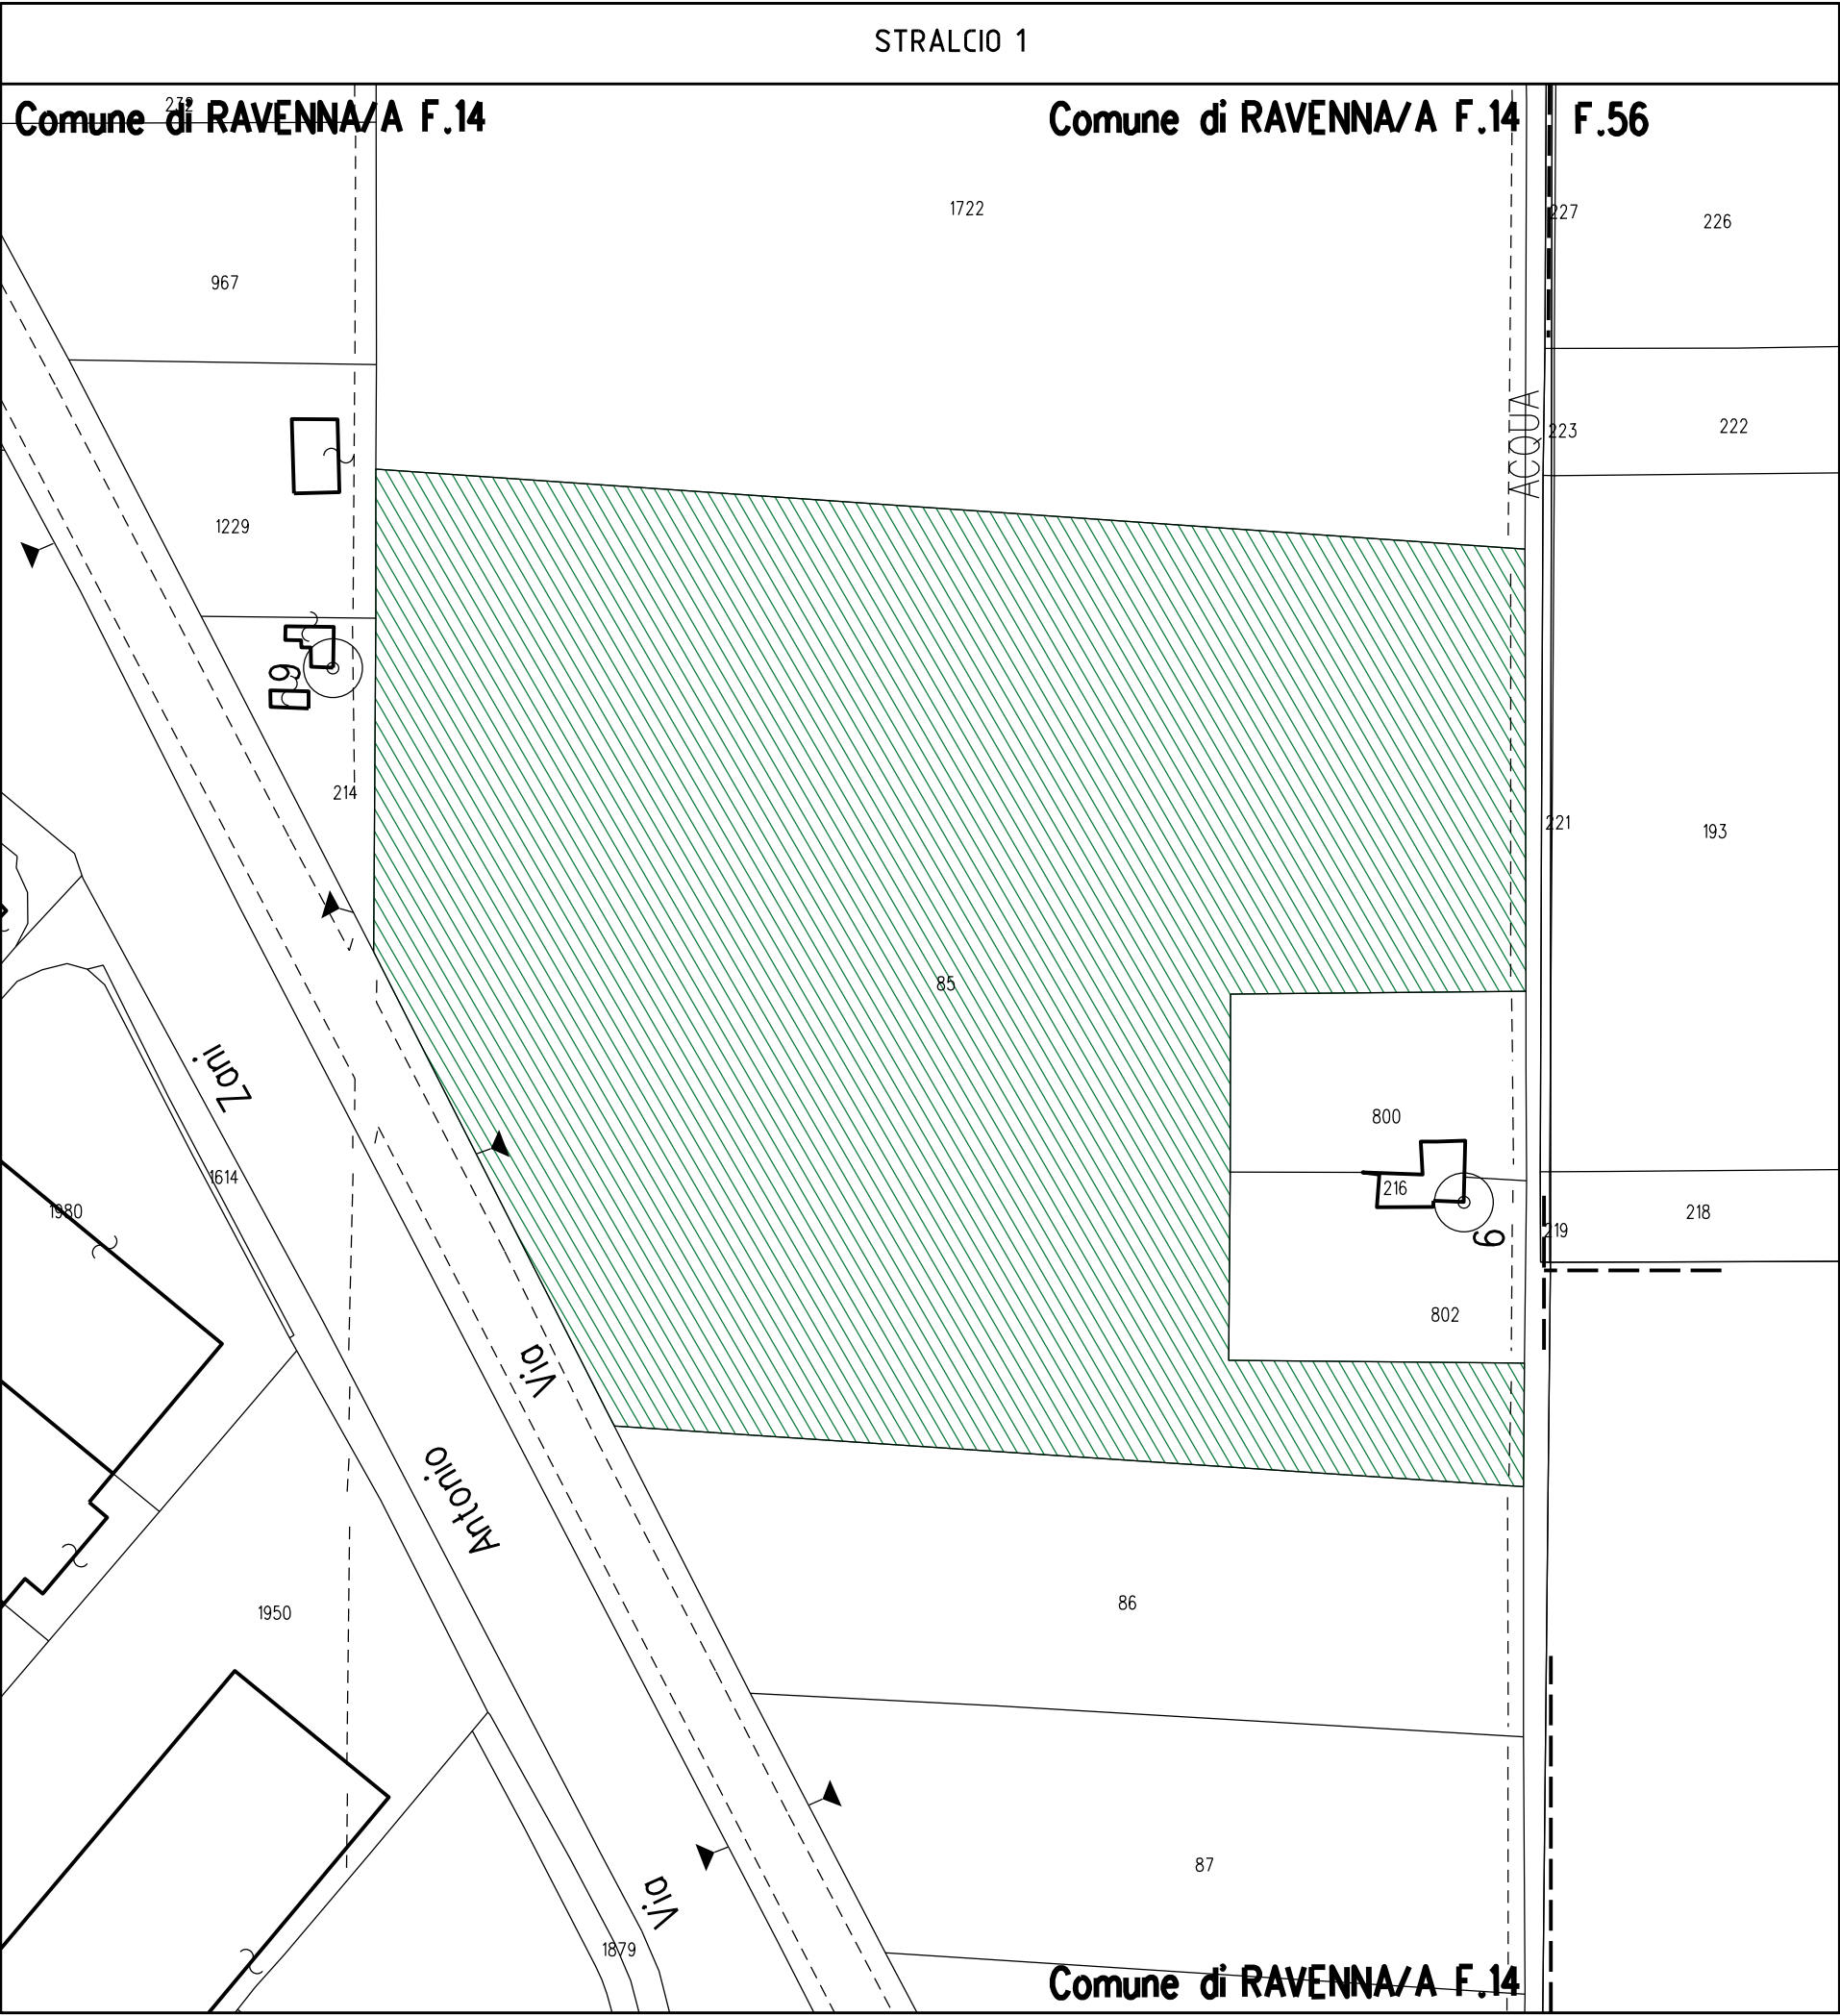 STRALCIO 1
232
Comune di RAVENNA/A F.14
Comune di RAVENNA/A F.14
F.56
1722
227
226
967
ACQUA
223
222
1229
214
221
193
85
Zani
800
1614
216
1980
218
219
802
Via
Antonio
86
1950
87
Via
1879
Comune di RAVENNA/A F.14